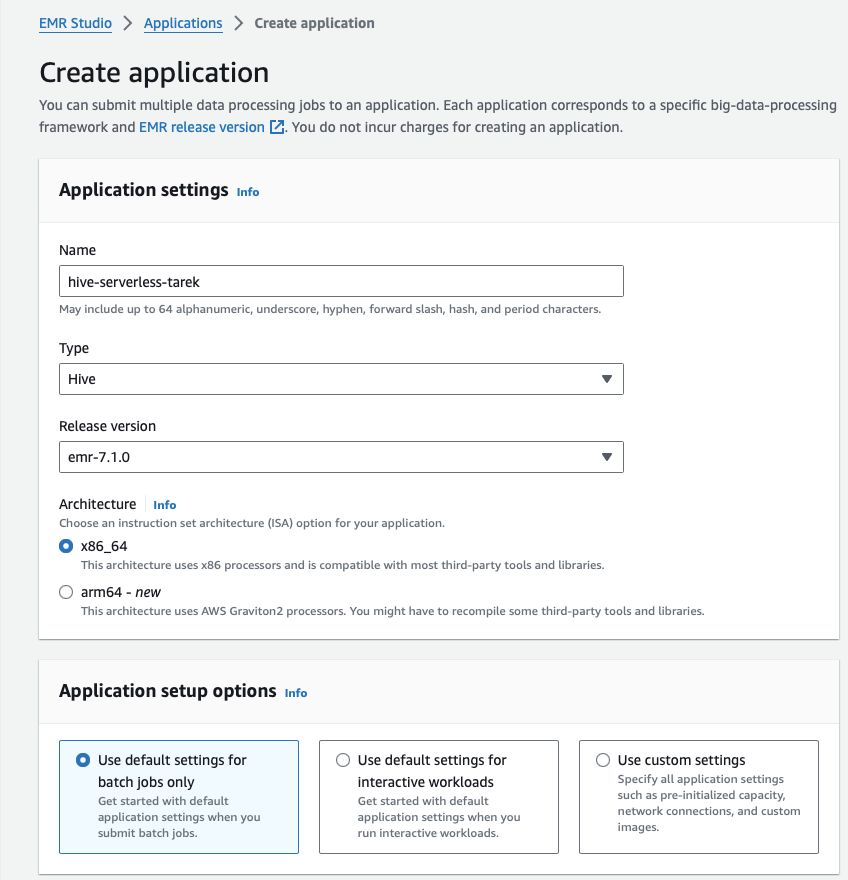 EMR Studio > Applications > Create application
Create application
You can submit multiple data processing jobs to an application. Each application corresponds to a specific big-data-processing
framework and EMR release version. You do not incur charges for creating an application.
Application settings Info
Name
hive-serverless-tarek
May include up to 64 alphanumeric, underscore, hyphen, forward slash, hash, and period characters.
Type
Hive
Release version
emr-7.1.0
Architecture Info
Choose an instruction set architecture (ISA) option for your application.
x86_64
This architecture uses x86 processors and is compatible with most third-party tools and libraries.
arm64 - new
This architecture uses AWS Graviton2 processors. You might have to recompile some third-party tools and libraries.
Application setup options Info
Use default settings for
batch jobs only
Get started with default
application settings when you
submit batch jobs.
Use default settings for
interactive workloads
Get started with default
application settings when you
run interactive workloads.
Use custom settings
Specify all application settings
such as pre-initialized capacity,
network connections, and custom
images.